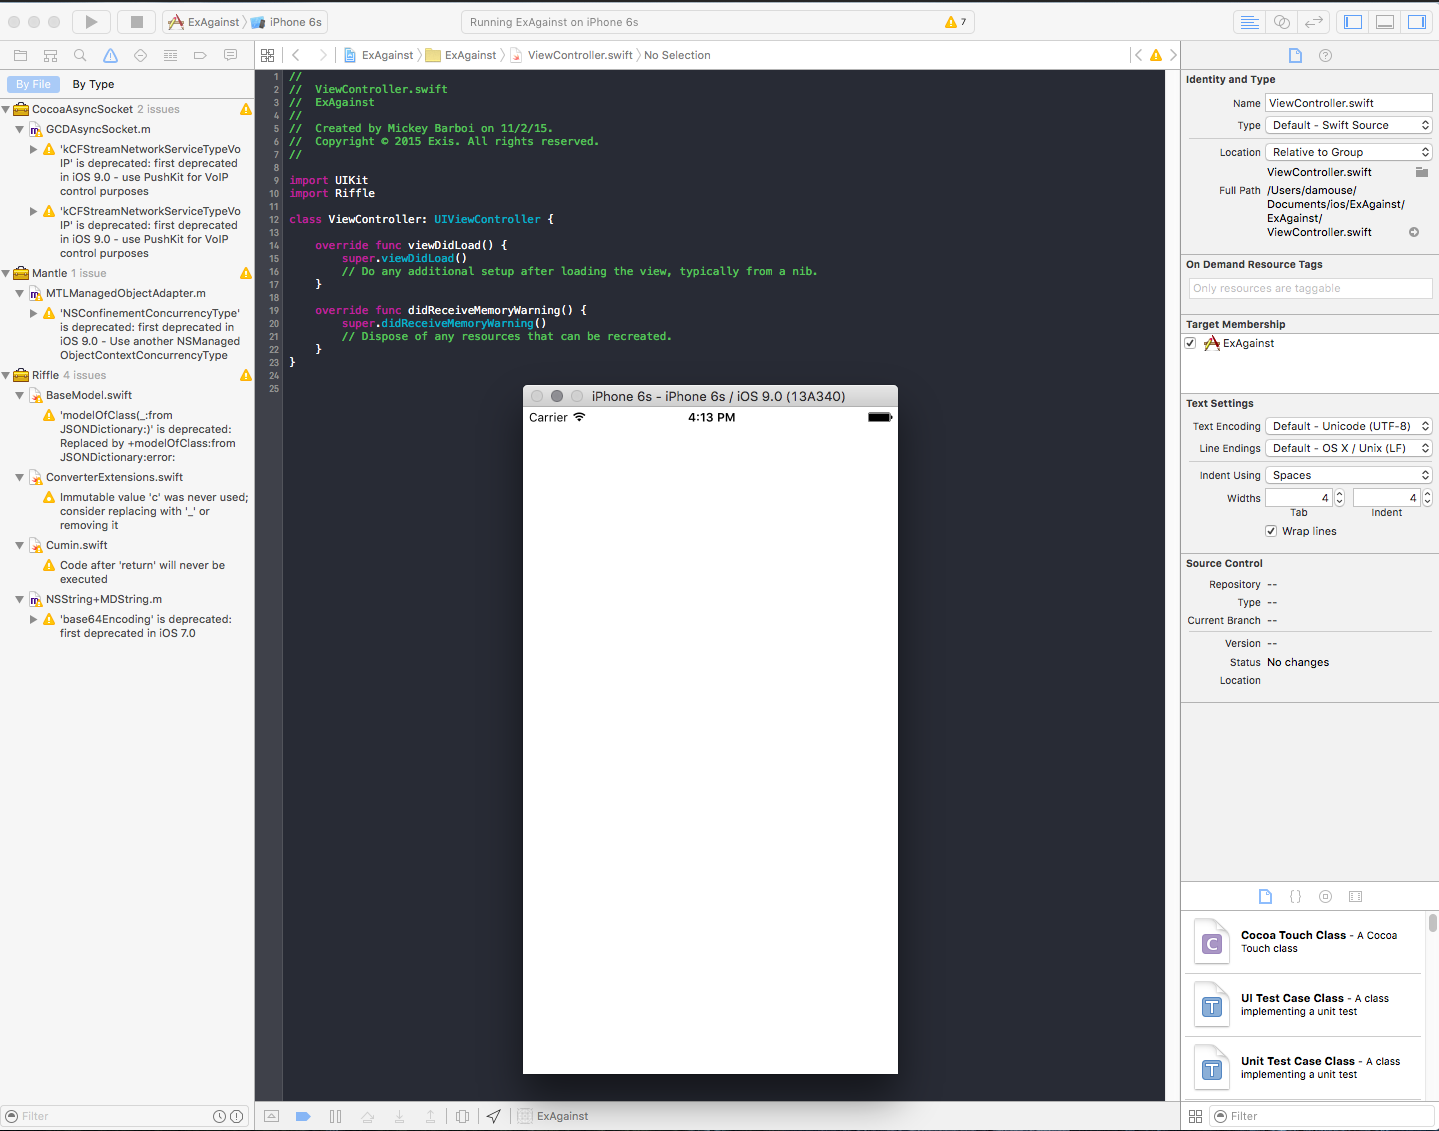 ExAgainst
iPhone 6s
Running ExAgainst on iPhone 6s
7
By File
By Type
CocoaAsyncSocket 2 issues
GCDAsyncSocket.m
'kCFStreamNetworkServiceTypeVo
IP' is deprecated: first deprecated
in iOS 9.0 - use PushKit for VoIP
control purposes
'kCFStreamNetworkServiceTypeVo
IP' is deprecated: first deprecated
in iOS 9.0 - use PushKit for VoIP
control purposes
Mantle 1 issue
MTLManagedObjectAdapter.m
'NSConfinementConcurrencyType'
is deprecated: first deprecated in
iOS 9.0 - Use another NSManaged
ObjectContextConcurrencyType
Riffle 4 issues
BaseModel.swift
'modelOfClass(_:from
JSONDictionary:)' is deprecated:
Replaced by +modelOfClass:from
JSONDictionary:error:
ConverterExtensions.swift
Immutable value 'c' was never used;
consider replacing with '_' or
removing it
Cumin.swift
Code after 'return' will never be
executed
NSString+MDString.m
'base64Encoding' is deprecated:
first deprecated in iOS 7.0
Filter
ExAgainst
ExAgainst
ViewController.swift
No Selection
1 //
2 //  ViewController.swift
3 //  ExAgainst
4 //
5 //  Created by Mickey Barboi on 11/2/15.
6 //  Copyright © 2015 Exis. All rights reserved.
7 //
8
9 import UIKit
10 import Riffle
11
12 class ViewController: UIViewController {
13
14     override func viewDidLoad() {
15         super.viewDidLoad()
16         // Do any additional setup after loading the view, typically from a nib.
17     }
18
19     override func didReceiveMemoryWarning() {
20         super.didReceiveMemoryWarning()
21         // Dispose of any resources that can be recreated.
22     }
23 }
24
25
iPhone 6s - iPhone 6s / iOS 9.0 (13A340)
Carrier
4:13 PM
ExAgainst
Identity and Type
Name ViewController.swift
Type Default - Swift Source
Location Relative to Group
ViewController.swift
Full Path /Users/damouse/
Documents/ios/ExAgainst/
ExAgainst/
ViewController.swift
On Demand Resource Tags
Only resources are taggable
Target Membership
ExAgainst
Text Settings
Text Encoding Default - Unicode (UTF-8)
Line Endings Default - OS X / Unix (LF)
Indent Using Spaces
Widths 4 4
Tab Indent
Wrap lines
Source Control
Repository --
Type --
Current Branch --
Version --
Status No changes
Location
C
Cocoa Touch Class - A Cocoa
Touch class
T
UI Test Case Class - A class
implementing a unit test
T
Unit Test Case Class - A class
implementing a unit test
Filter